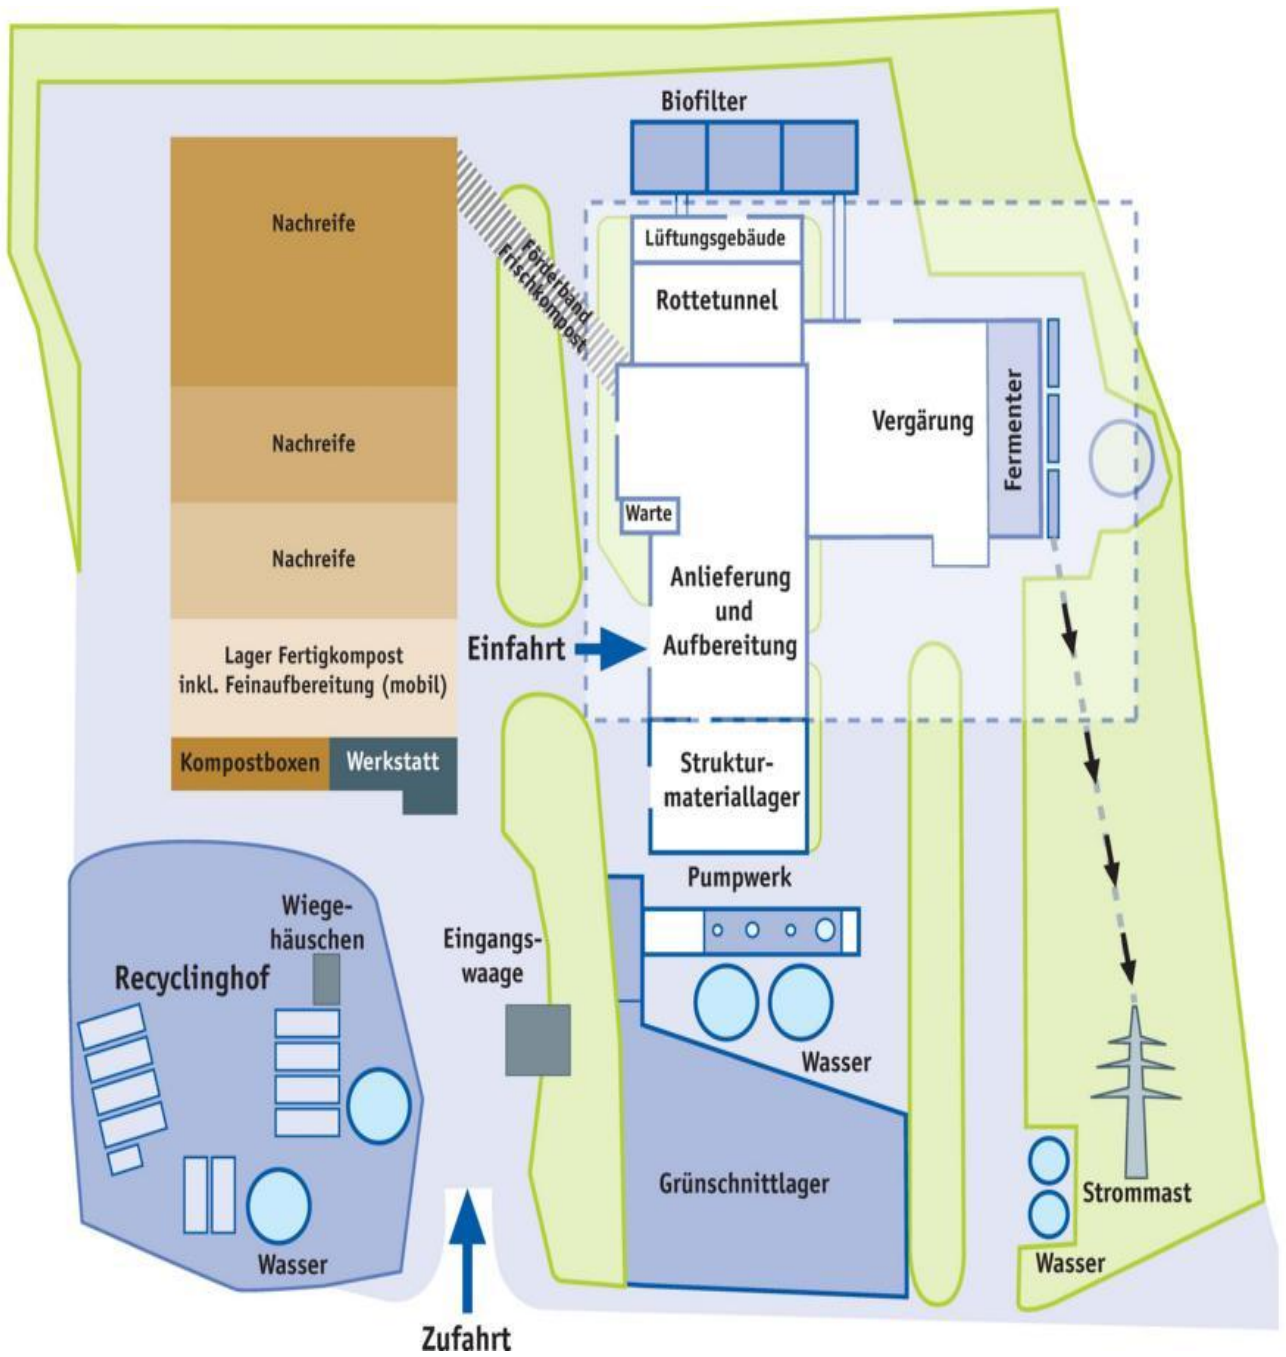 Biofilter
Nachreife
Lüftungsgebäude
Förderband
Frischkompost
Rottetunnel
Nachreife
Vergärung
Fermenter
Warte
Nachreife
Anlieferung
und
Aufbereitung
Einfahrt
Lager Fertigkompost
inkl. Feinaufbereitung (mobil)
Kompostboxen
Werkstatt
Struktur-
materiallager
Pumpwerk
Wiege-
häuschen
Eingangs-
waage
Recyclinghof
Wasser
Grünschnittlager
Strommast
Wasser
Wasser
Zufahrt